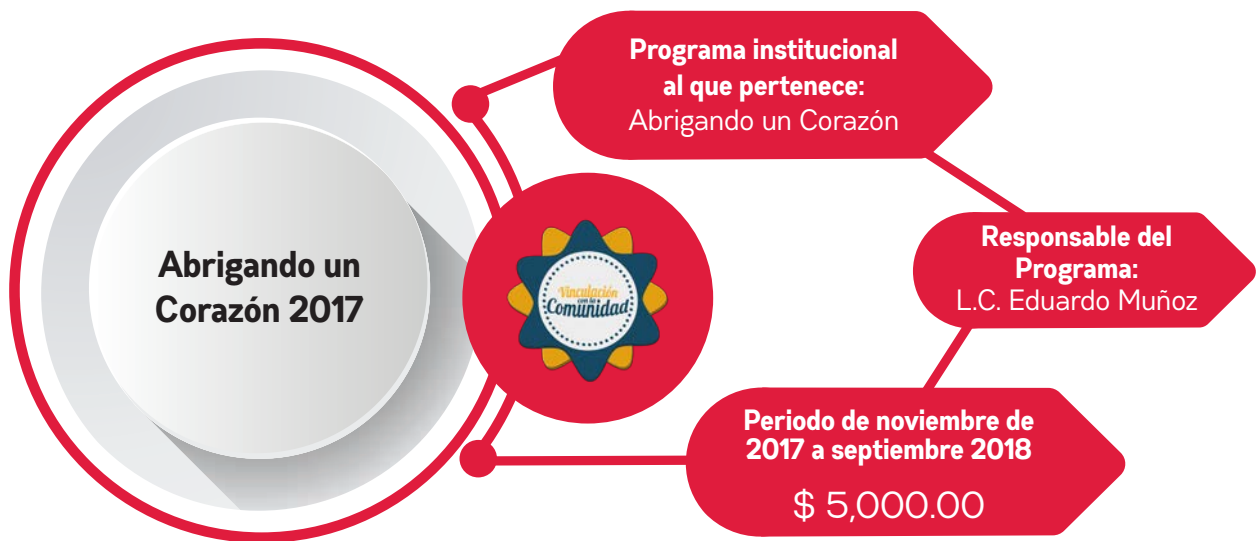 Programa institucional
al que pertenece:
Abrigando un Corazón
Abrigando un
Corazón 2017
Vinculación
con la
Comunidad
Responsable del
Programa:
L.C. Eduardo Muñoz
Periodo de noviembre de
2017 a septiembre 2018
$ 5,000.00